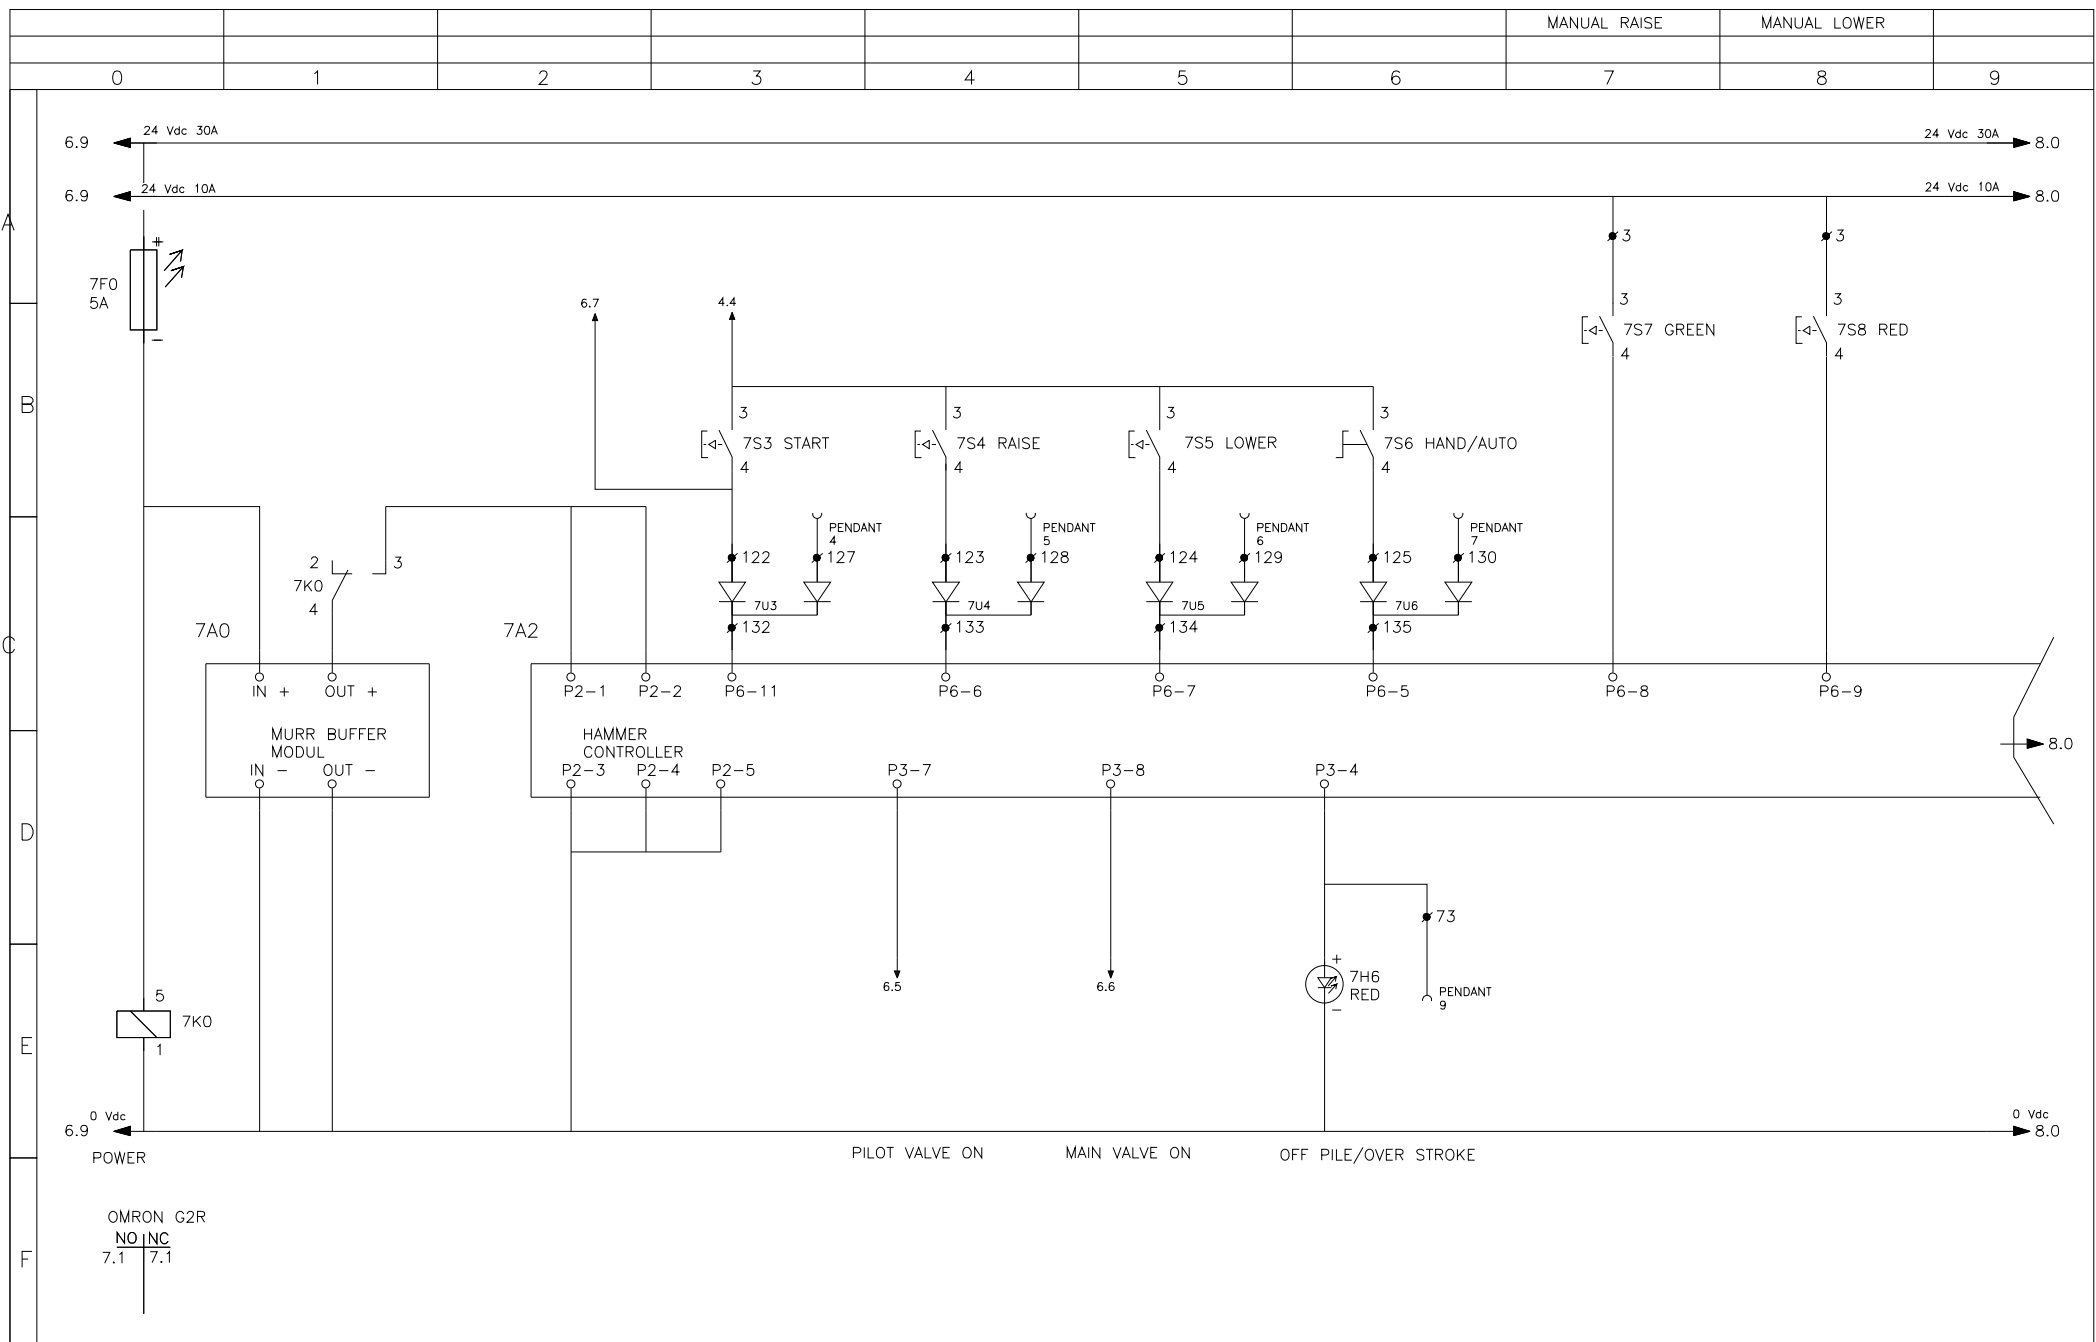 MANUAL RAISE MANUAL LOWER
0 1 2 3 4 5 6 7 8 9
24 Vdc 30A 24 Vdc 30A
6.9 8.0
24 Vdc 10A 24 Vdc 10A
6.9 8.0
A
+ 3 3
7F0
5A
6.7 4.4 3 3
7S7 GREEN 7S8 RED
− 4 4
B
3 3 3 3
7S3 START 7S4 RAISE 7S5 LOWER 7S6 HAND/AUTO
4 4 4 4
PENDANT PENDANT PENDANT PENDANT
4 5 6 7
122 127 123 128 124 129 125 130
2 3
7K0
4
7U3 7U4 7U5 7U6
7A0 7A2 132 133 134 135
C
IN + OUT + P2-1 P2-2 P6-11 P6-6 P6-7 P6-5 P6-8 P6-9
MURR BUFFER HAMMER
MODUL CONTROLLER
8.0
IN − OUT − P2-3 P2-4 P2-5 P3-7 P3-8 P3-4
D
73
+
7H6
RED
−
6.5 6.6 PENDANT
9
5
7K0
1
E
0 Vdc 0 Vdc
6.9 8.0
POWER PILOT VALVE ON MAIN VALVE ON OFF PILE/OVER STROKE
OMRON G2R
NO NC
7.1 7.1
F